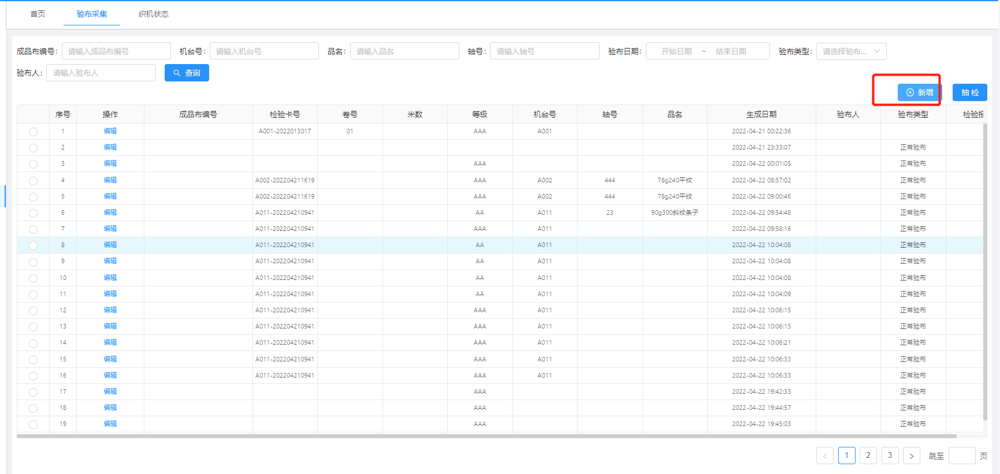 首页 验布采集 织机状态
成品布编号: 请输入成品布编号 机台号: 请输入机台号 品名: 请输入品名 轴号: 请输入轴号 验布日期: 开始日期 ~ 结束日期 验布类型: 请选择验布...
验布人: 请输入验布人 查询
新增 抽 检
序号 操作 成品布编号 检验卡号 卷号 米数 等级 机台号 轴号 品名 生成日期 验布人 验布类型 检验报
1 编辑 A001-2022013017 01 AAA A001 2022-04-21 00:22:36
2 编辑 2022-04-21 23:33:07 正常验布
3 编辑 AAA 2022-04-22 00:01:05 正常验布
4 编辑 A002-202204211619 AAA A002 444 78g240平纹 2022-04-22 08:57:02 正常验布
5 编辑 A002-202204211619 AAA A002 444 78g240平纹 2022-04-22 09:00:46 正常验布
6 编辑 A011-202204210941 AA A011 23 90g300斜纹条子 2022-04-22 09:54:48 正常验布
7 编辑 A011-202204210941 AAA A011 2022-04-22 09:58:16 正常验布
8 编辑 A011-202204210941 AA A011 2022-04-22 10:04:08 正常验布
9 编辑 A011-202204210941 AA A011 2022-04-22 10:04:08 正常验布
10 编辑 A011-202204210941 AA A011 2022-04-22 10:04:08 正常验布
11 编辑 A011-202204210941 AA A011 2022-04-22 10:04:09 正常验布
12 编辑 A011-202204210941 AAA A011 2022-04-22 10:06:15 正常验布
13 编辑 A011-202204210941 AAA A011 2022-04-22 10:06:15 正常验布
14 编辑 A011-202204210941 AAA A011 2022-04-22 10:06:21 正常验布
15 编辑 A011-202204210941 AAA A011 2022-04-22 10:06:33 正常验布
16 编辑 A011-202204210941 AAA A011 2022-04-22 10:06:33 正常验布
17 编辑 AAA 2022-04-22 19:42:33 正常验布
18 编辑 AAA 2022-04-22 19:44:57 正常验布
19 编辑 AAA 2022-04-22 19:45:03 正常验布
< 1 2 3 > 跳至 页